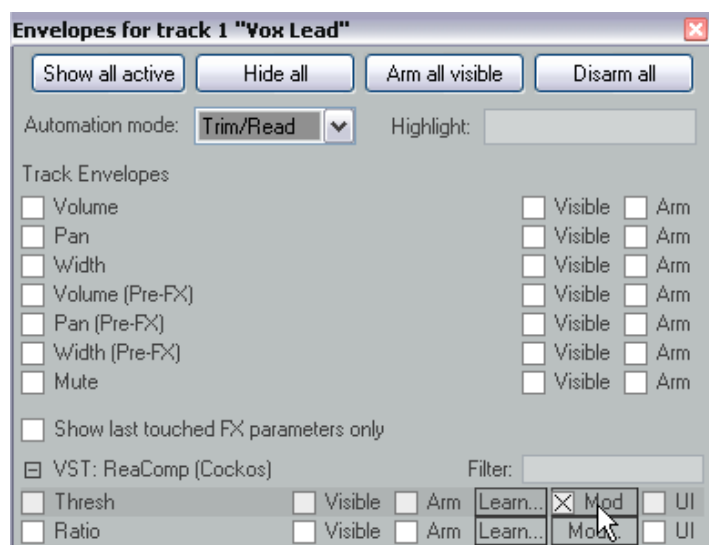 Envelopes for track 1 "Vox Lead"
Show all active Hide all Arm all visible Disarm all
Automation mode: Trim/Read Highlight:
Track Envelopes
Volume Visible Arm
Pan Visible Arm
Width Visible Arm
Volume (Pre-FX) Visible Arm
Pan (Pre-FX) Visible Arm
Width (Pre-FX) Visible Arm
Mute Visible Arm
Show last touched FX parameters only
VST: ReaComp (Cockos) Filter:
Thresh Visible Arm Learn... Mod UI
Ratio Visible Arm Learn... UI